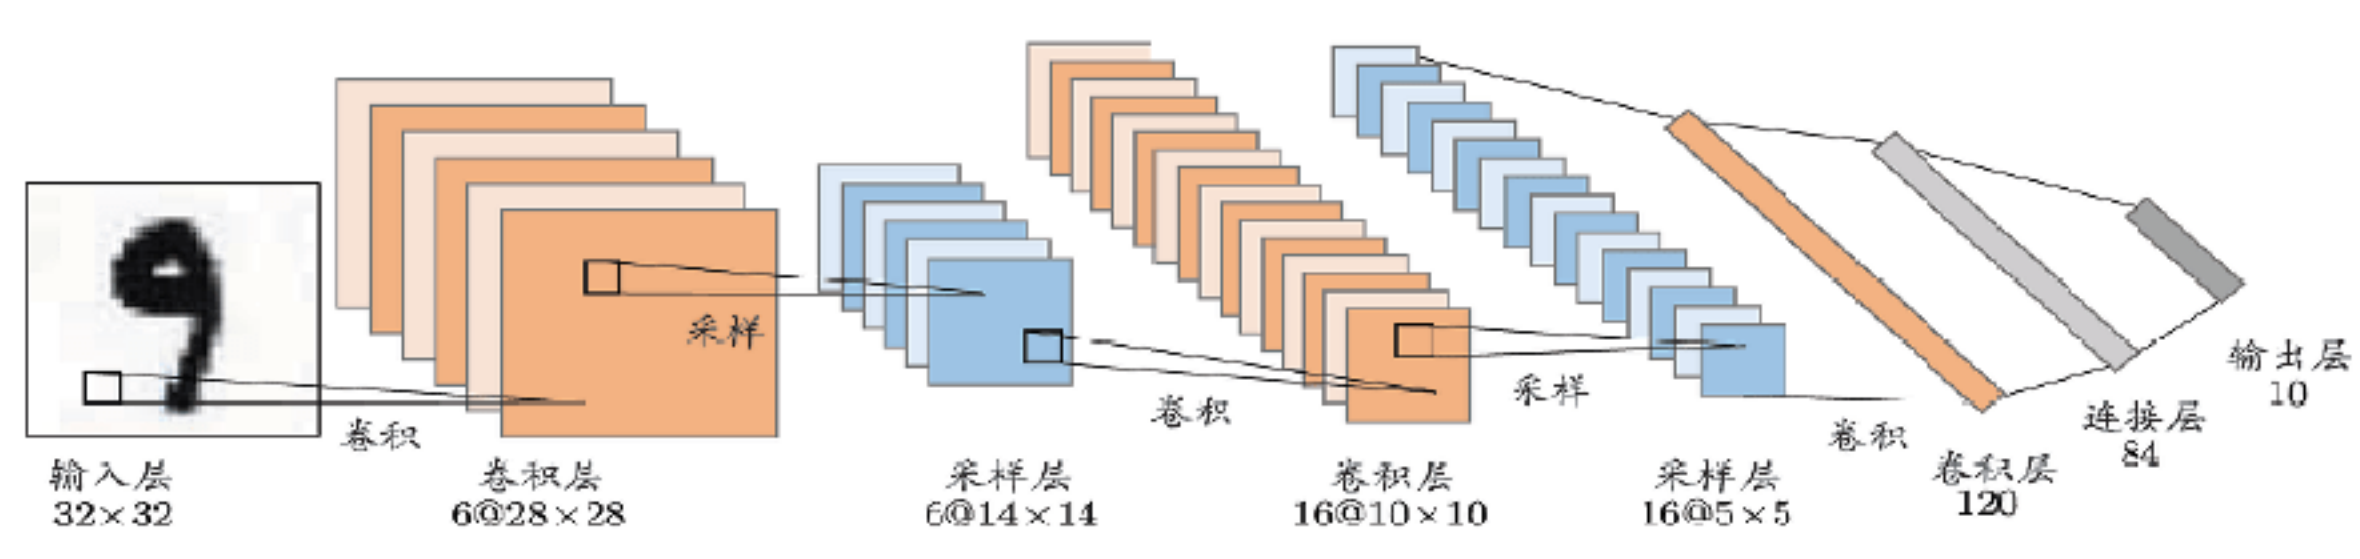 采样
卷积
卷积
采样
卷积
输入层
32×32
卷积层
6@28×28
采样层
6@14×14
卷积层
16@10×10
采样层
16@5×5
卷积层
120
连接层
84
输出层
10